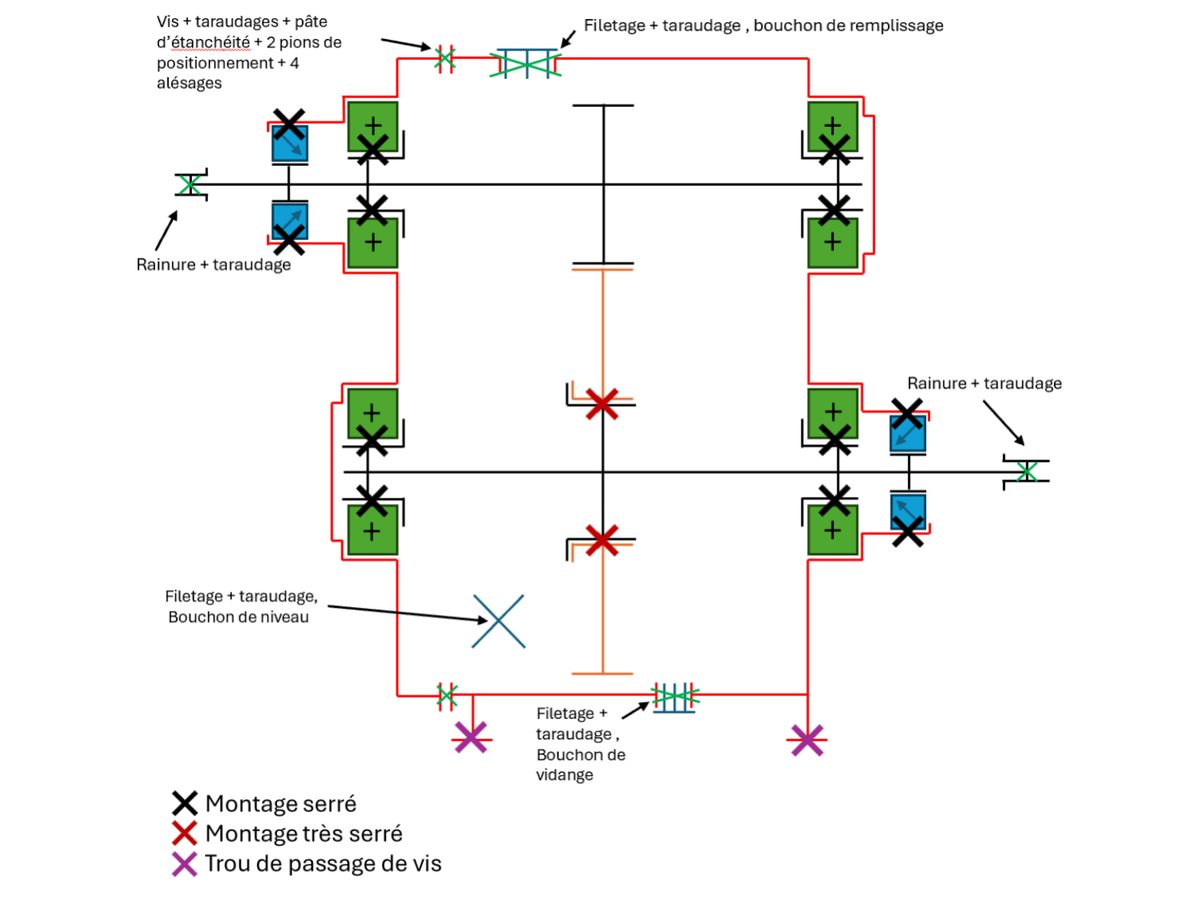 Vis + taraudages + pâte
d'étanchéité + 2 pions de
positionnement + 4
alésages
Filetage + taraudage , bouchon de remplissage
Rainure + taraudage
Rainure + taraudage
Filetage + taraudage,
Bouchon de niveau
Filetage +
taraudage ,
Bouchon de
vidange
Montage serré
Montage très serré
Trou de passage de vis